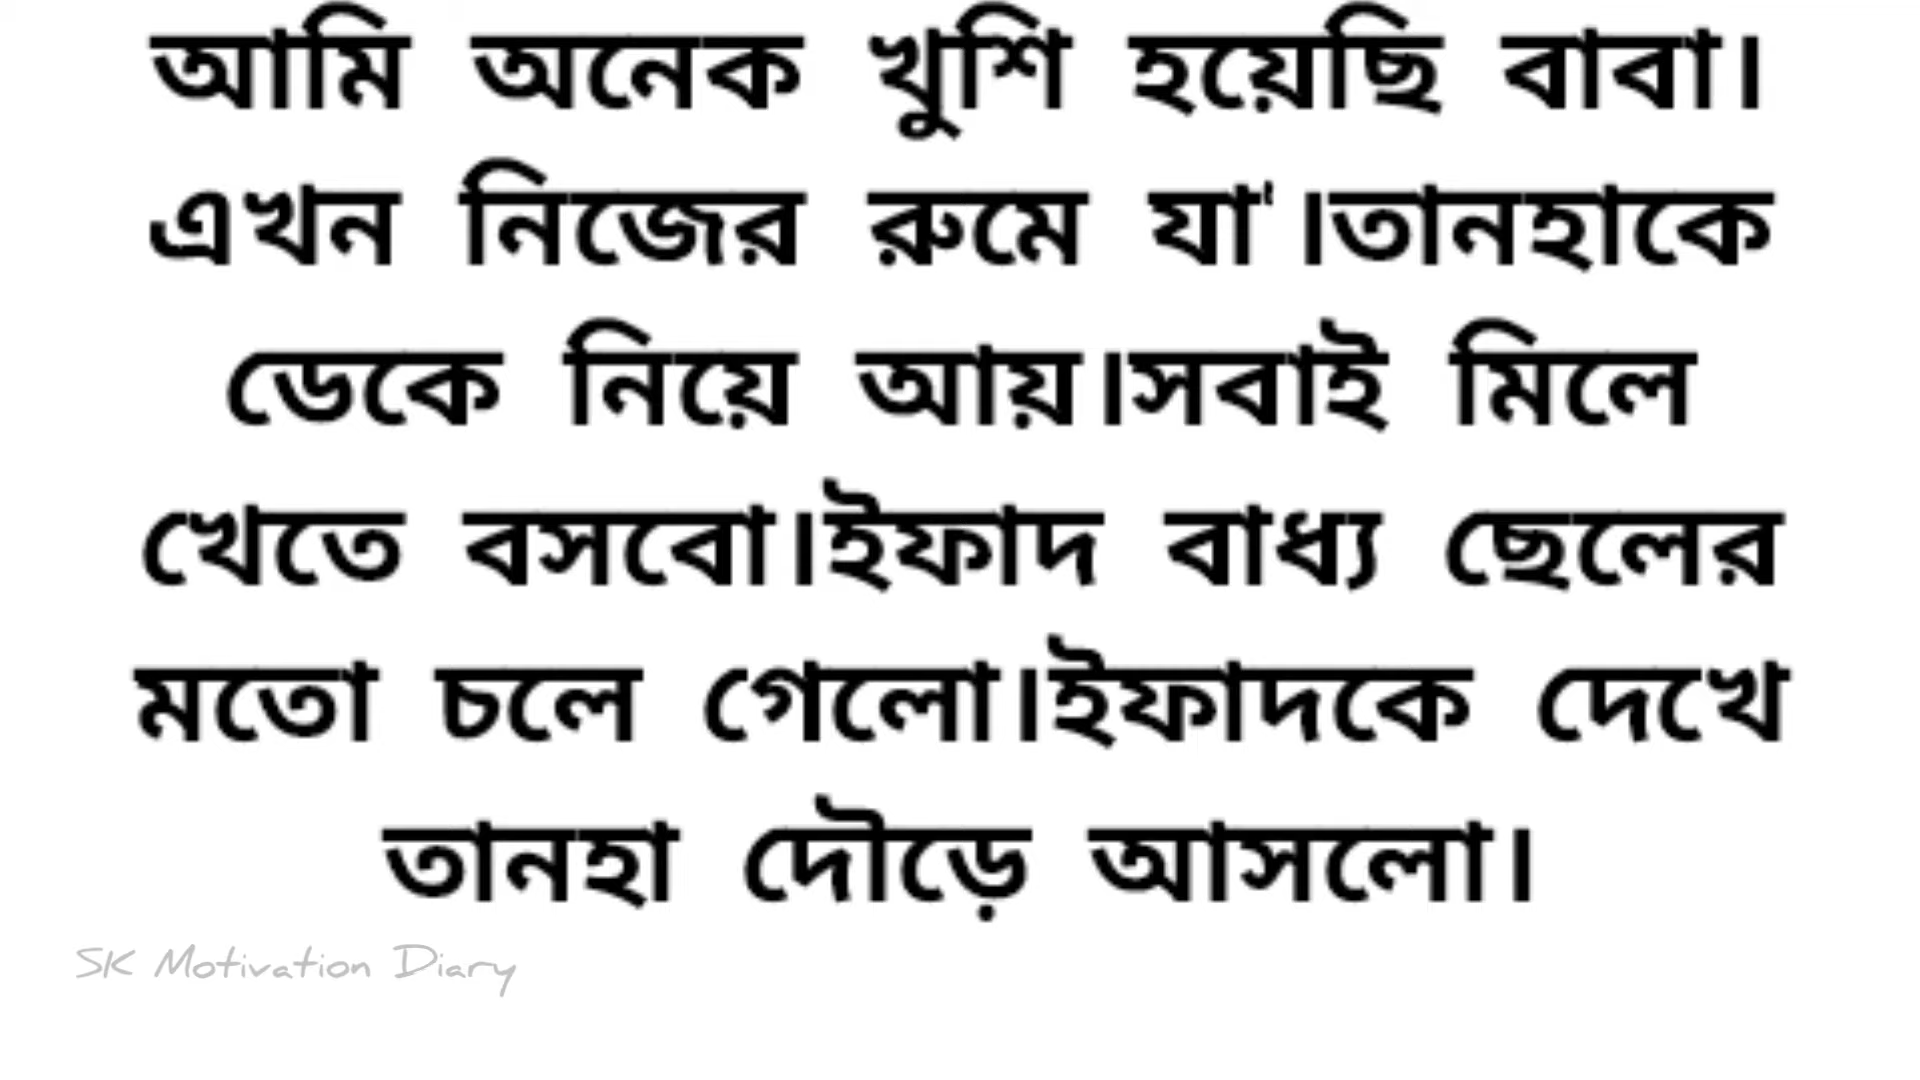 আমি অনেক খুশি হয়েছি বাবা।
এখন নিজের রুমে যা'।তানহাকে
ডেকে নিয়ে আয়।সবাই মিলে
খেতে বসবো।ইফাদ বাধ্য ছেলের
মতো চলে গেলো।ইফাদকে দেখে
তানহা দৌড়ে আসলো।
SK Motivation Diary